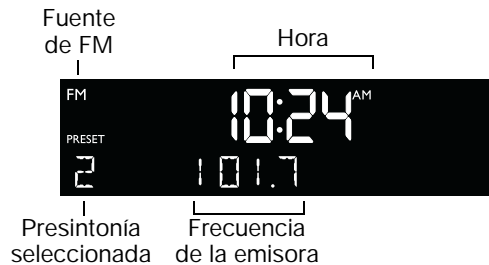 Fuente
de FM
Hora
FM
10:24 AM
PRESET
2
101.7
Presintonía
seleccionada
Frecuencia
de la emisora